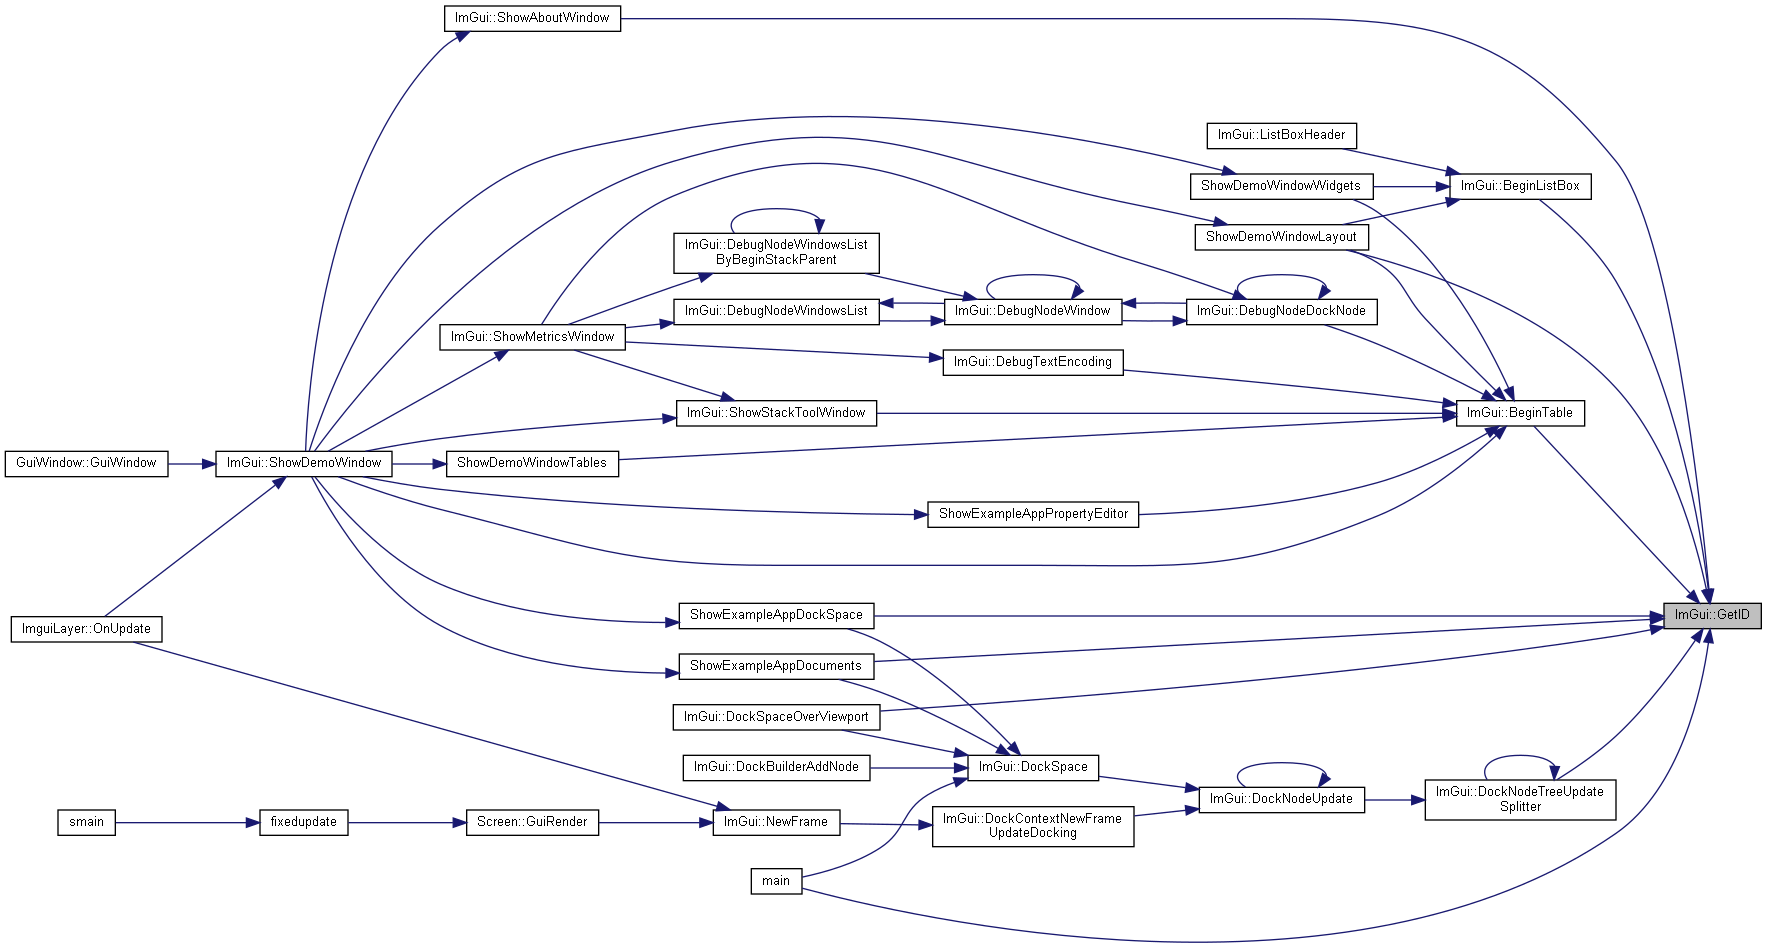 ImGui::ShowAboutWindow
ImGui::ListBoxHeader
ShowDemoWindowWidgets
ImGui::BeginListBox
ShowDemoWindowLayout
ImGui::DebugNodeWindowsList
ByBeginStackParent
ImGui::DebugNodeWindowsList
ImGui::DebugNodeWindow
ImGui::DebugNodeDockNode
ImGui::ShowMetricsWindow
ImGui::DebugTextEncoding
ImGui::ShowStackToolWindow
ImGui::BeginTable
GuiWindow::GuiWindow
ImGui::ShowDemoWindow
ShowDemoWindowTables
ShowExampleAppPropertyEditor
ImguiLayer::OnUpdate
ShowExampleAppDockSpace
ImGui::GetID
ShowExampleAppDocuments
ImGui::DockSpaceOverViewport
ImGui::DockBuilderAddNode
ImGui::DockSpace
ImGui::DockNodeUpdate
ImGui::DockNodeTreeUpdate
Splitter
smain
fixedupdate
Screen::GuiRender
ImGui::NewFrame
ImGui::DockContextNewFrame
UpdateDocking
main